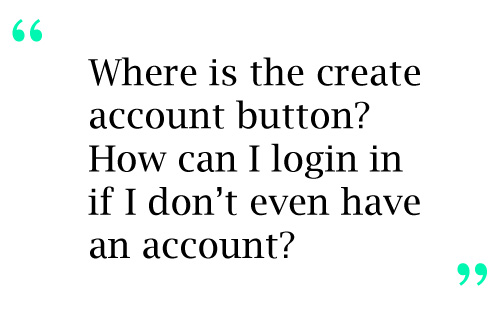 “
Where is the create
account button?
How can I login in
if I don’t even have
an account?
”